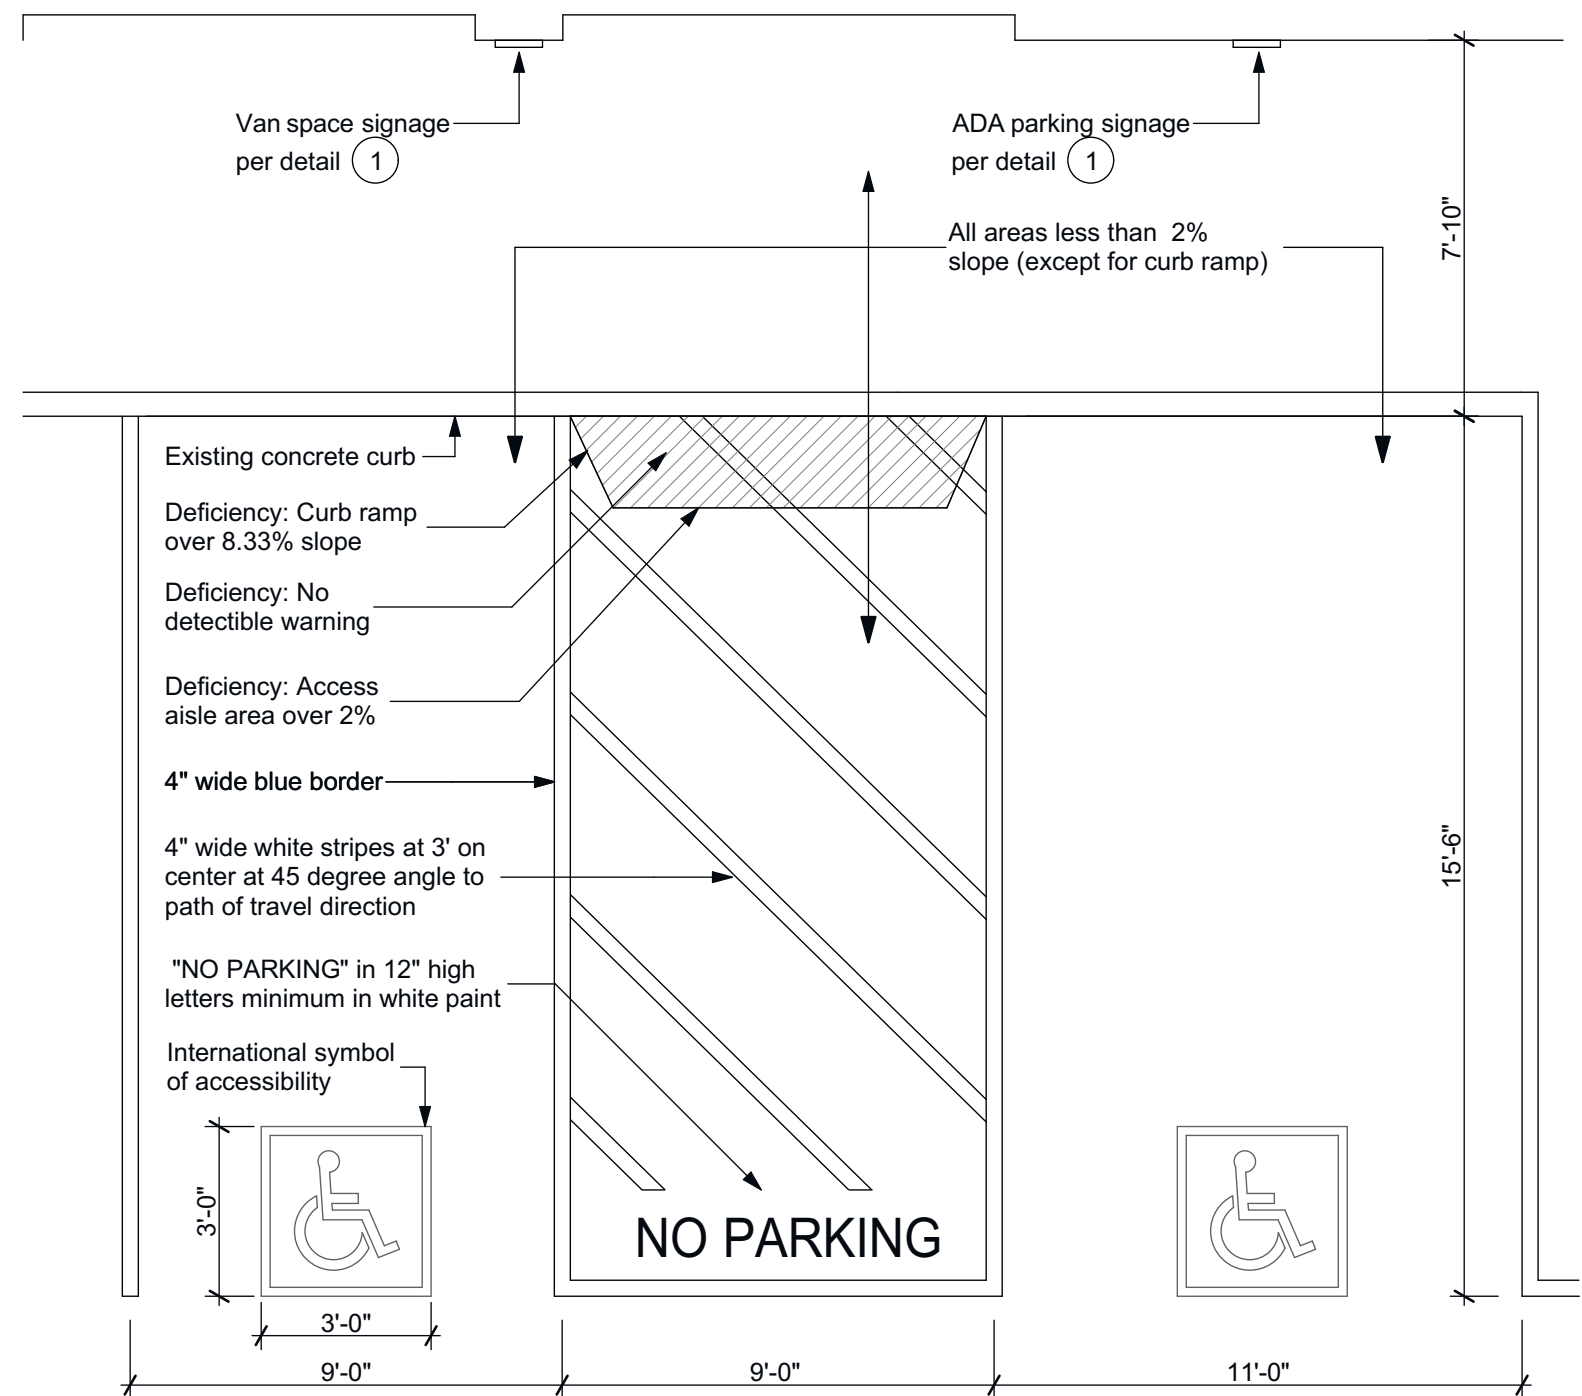 Van space signage
per detail 1
ADA parking signage
per detail 1
All areas less than 2%
slope (except for curb ramp)
7'-10"
Existing concrete curb
Deficiency: Curb ramp
over 8.33% slope
Deficiency: No
detectible warning
Deficiency: Access
aisle area over 2%
4" wide blue border
4" wide white stripes at 3' on
center at 45 degree angle to
path of travel direction
15'-6"
"NO PARKING" in 12" high
letters minimum in white paint
International symbol
of accessibility
3'-0"
NO PARKING
3'-0"
9'-0"
9'-0"
11'-0"